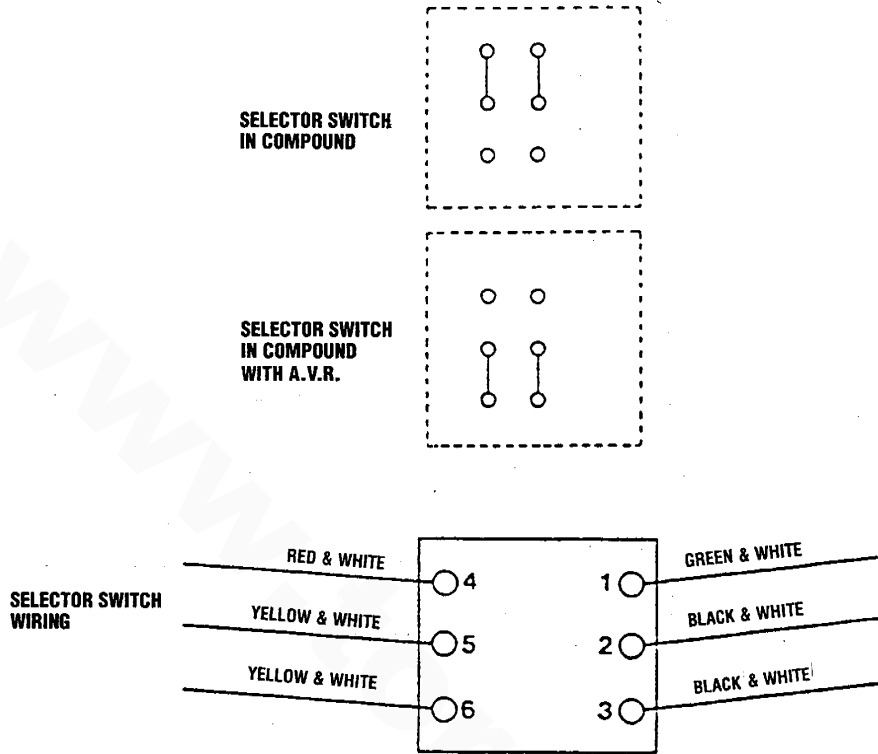 SELECTOR SWITCH
IN COMPOUND
SELECTOR SWITCH
IN COMPOUND
WITH A.V.R.
SELECTOR SWITCH
WIRING
RED & WHITE
4
1
GREEN & WHITE
YELLOW & WHITE
5
2
BLACK & WHITE
YELLOW & WHITE
6
3
BLACK & WHITE